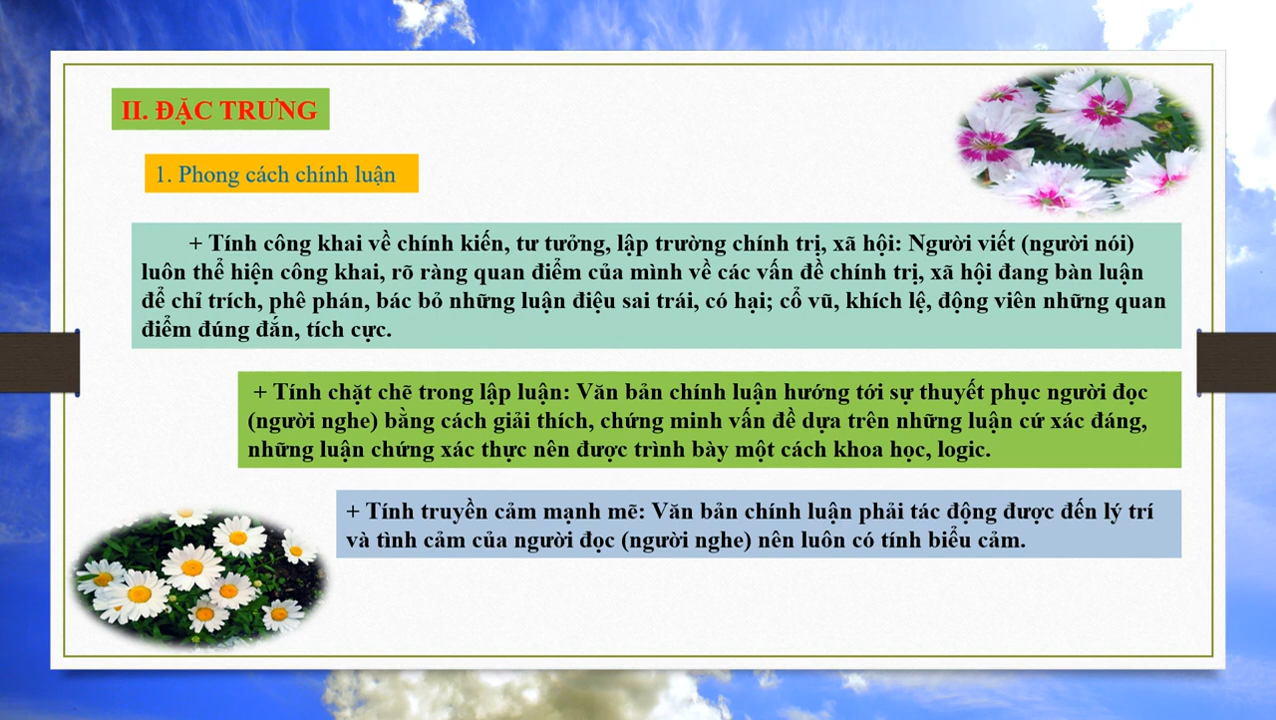 II. ĐẶC TRƯNG
1. Phong cách chính luận
+ Tính công khai về chính kiến, tư tưởng, lập trường chính trị, xã hội: Người viết (người nói)
luôn thể hiện công khai, rõ ràng quan điểm của mình về các vấn đề chính trị, xã hội đang bàn luận
để chỉ trích, phê phán, bác bỏ những luận điệu sai trái, có hại; cổ vũ, khích lệ, động viên những quan
điểm đúng đắn, tích cực.
+ Tính chặt chẽ trong lập luận: Văn bản chính luận hướng tới sự thuyết phục người đọc
(người nghe) bằng cách giải thích, chứng minh vấn đề dựa trên những luận cứ xác đáng,
những luận chứng xác thực nên được trình bày một cách khoa học, logic.
+ Tính truyền cảm mạnh mẽ: Văn bản chính luận phải tác động được đến lý trí
và tình cảm của người đọc (người nghe) nên luôn có tính biểu cảm.